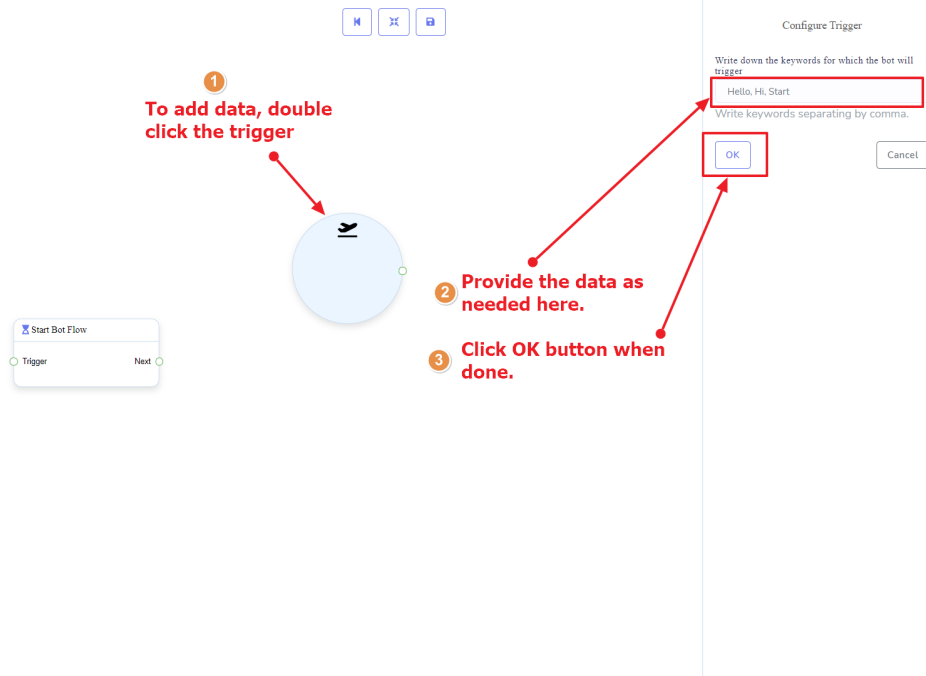 Configure Trigger
Write down the keywords for which the bot will
trigger
Hello, Hi, Start
Write keywords separating by comma.
OK
Cancel
1
To add data, double
click the trigger
2
Provide the data as
needed here.
3
Click OK button when
done.
Start Bot Flow
Trigger
Next